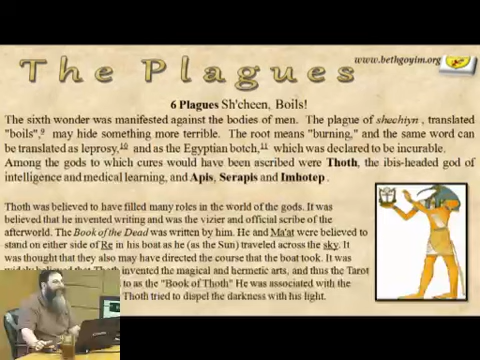 www.bethgoyim.org
The Plagues
6 Plagues Sh'cheen, Boils!
The sixth wonder was manifested against the bodies of men. The plague of shechiyn, translated
"boils",9 may hide something more terrible. The root means "burning," and the same word can
be translated as leprosy,10 and as the Egyptian botch,11 which was declared to be incurable.
Among the gods to which cures would have been ascribed were Thoth, the ibis-headed god of
intelligence and medical learning, and Apis, Serapis and Imhotep.
Thoth was believed to have filled many roles in the world of the gods. It was
believed that he invented writing and was the vizier and official scribe of the
afterworld. The Book of the Dead was written by him. He and Ma'at were believed to
stand on either side of Re in his boat as he (as the Sun) traveled across the sky. It
was thought that they also may have directed the course that the boat took. It was
invented the magical and hermetic arts, and thus the Tarot
to as the "Book of Thoth" He was associated with the
Thoth tried to dispel the darkness with his light.